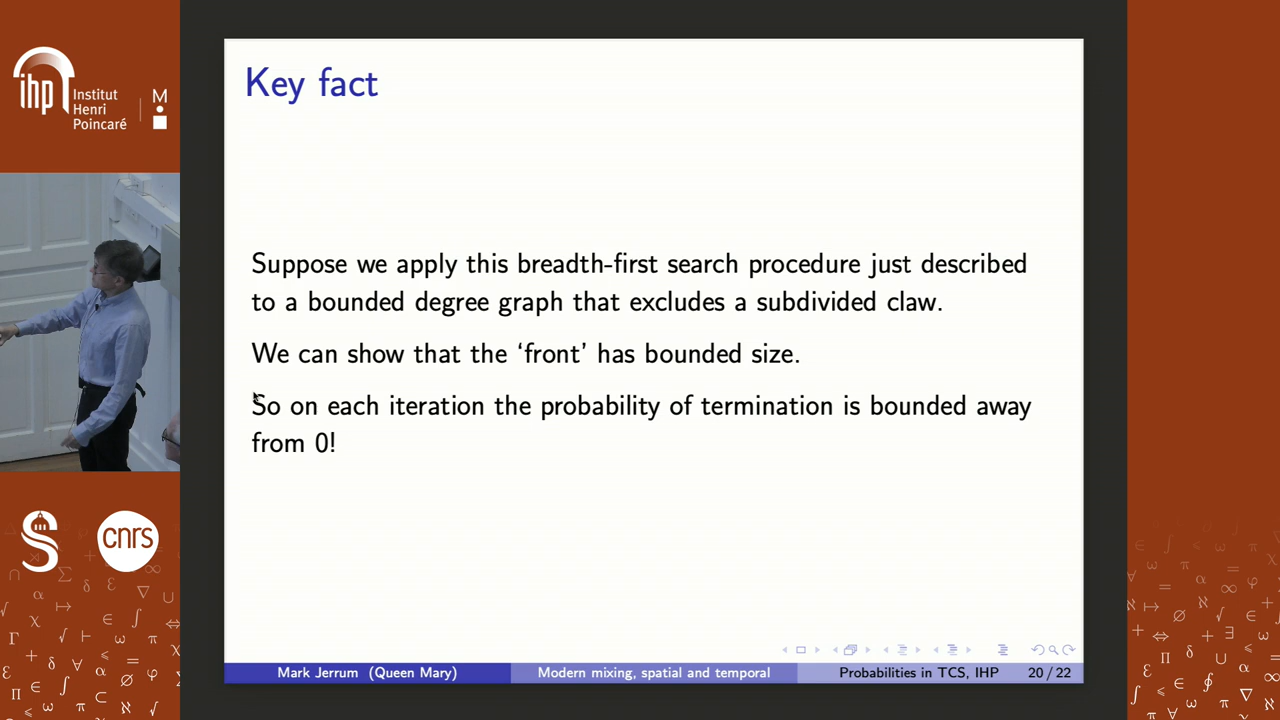 ihp
Institut
Henri
Poincaré
M
cnrs
Key fact
Suppose we apply this breadth-first search procedure just described
to a bounded degree graph that excludes a subdivided claw.
We can show that the ‘front’ has bounded size.
So on each iteration the probability of termination is bounded away
from 0!
Mark Jerrum (Queen Mary)
Modern mixing, spatial and temporal
Probabilities in TCS, IHP
20 / 22